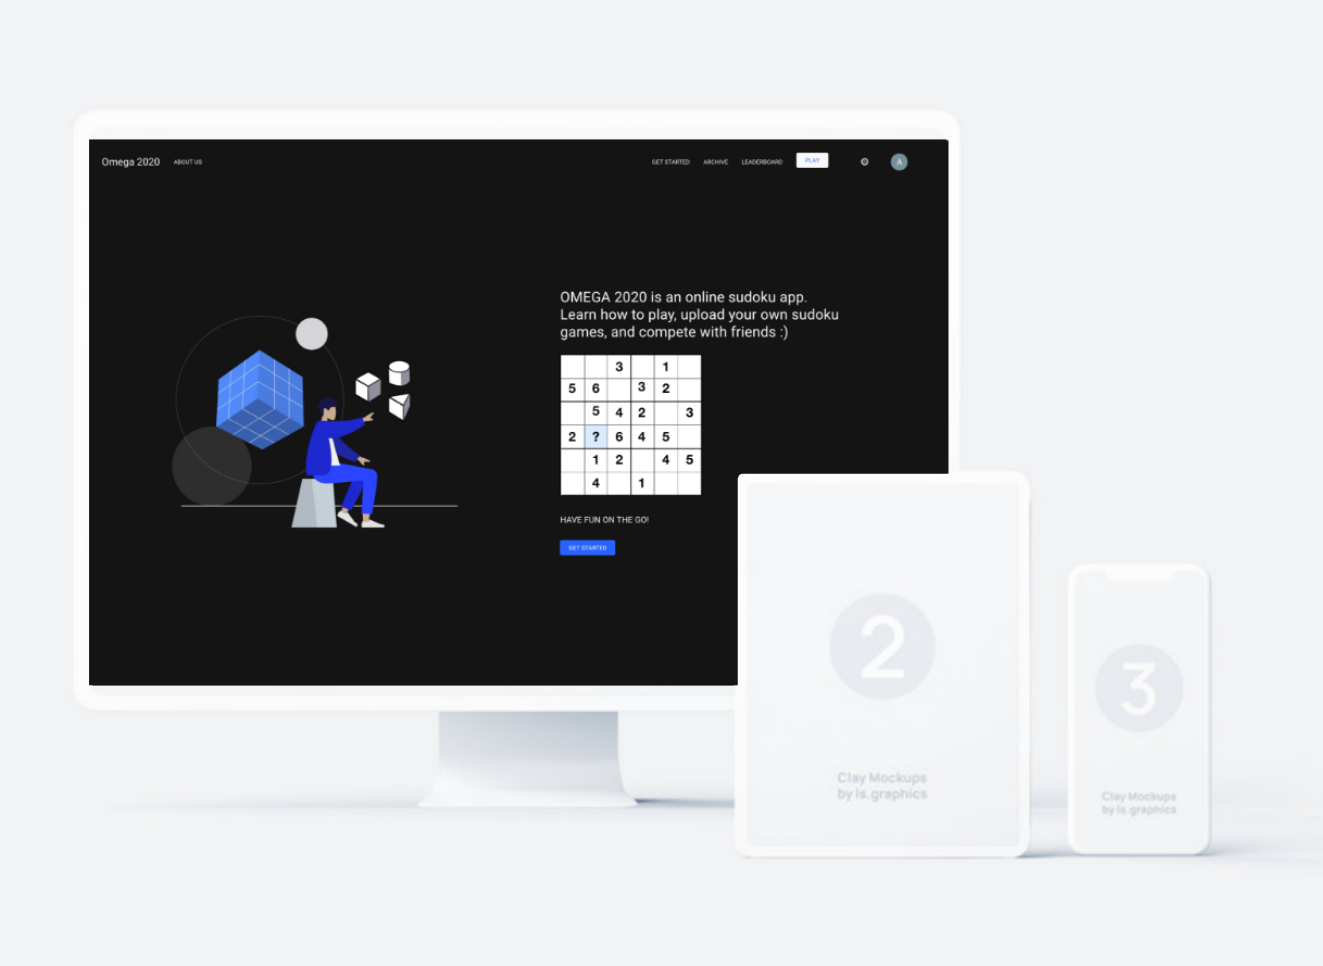 Omega 2020 ABOUT US GET STARTED ARCHIVE LEADERBOARD PLAY A
OMEGA 2020 is an online sudoku app.
Learn how to play, upload your own sudoku
games, and compete with friends :)
3 1
5 6 3 2
5 4 2 3
2 ? 6 4 5
1 2 4 5
4 1
HAVE FUN ON THE GO!
GET STARTED
2
Clay Mockups
by ls.graphics
3
Clay Mockups
by ls.graphics